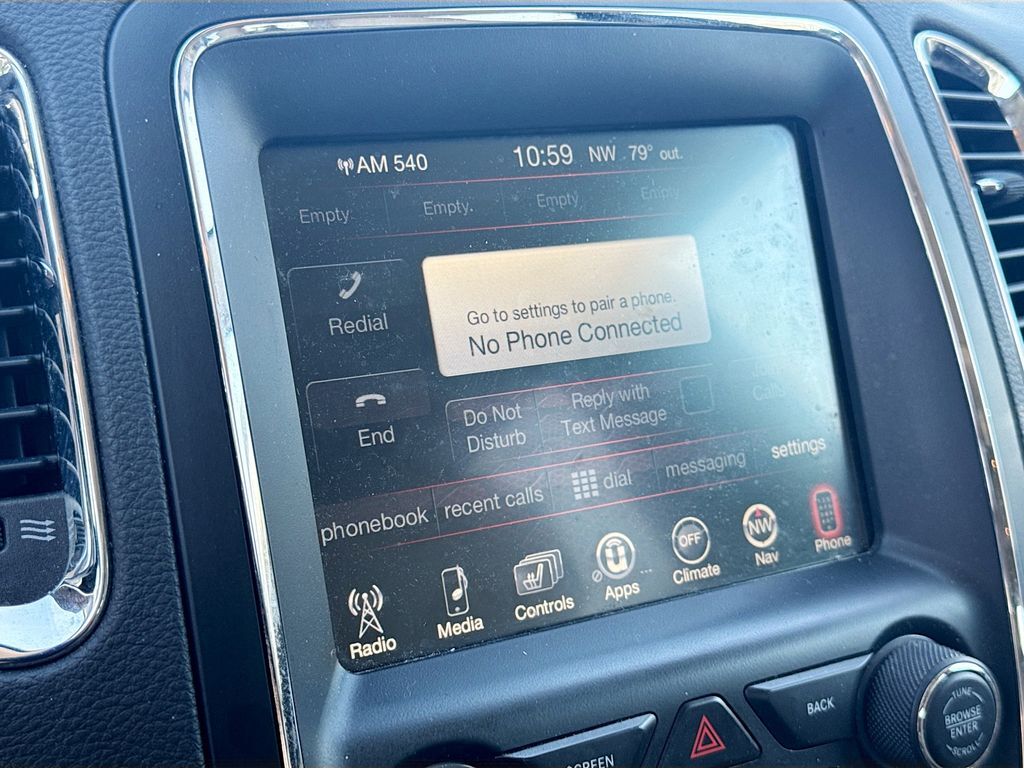 AM 540 10:59 NW 79° out.
Empty. Empty. Empty Empty
Go to settings to pair a phone.
No Phone Connected
Redial
End
Do Not
Disturb
Reply with
Text Message
Calls
phonebook recent calls dial messaging settings
OFF NW
Radio Media Controls Apps Climate Nav Phone
BACK
SCREEN
TUNE
BROWSE
ENTER
SCROLL